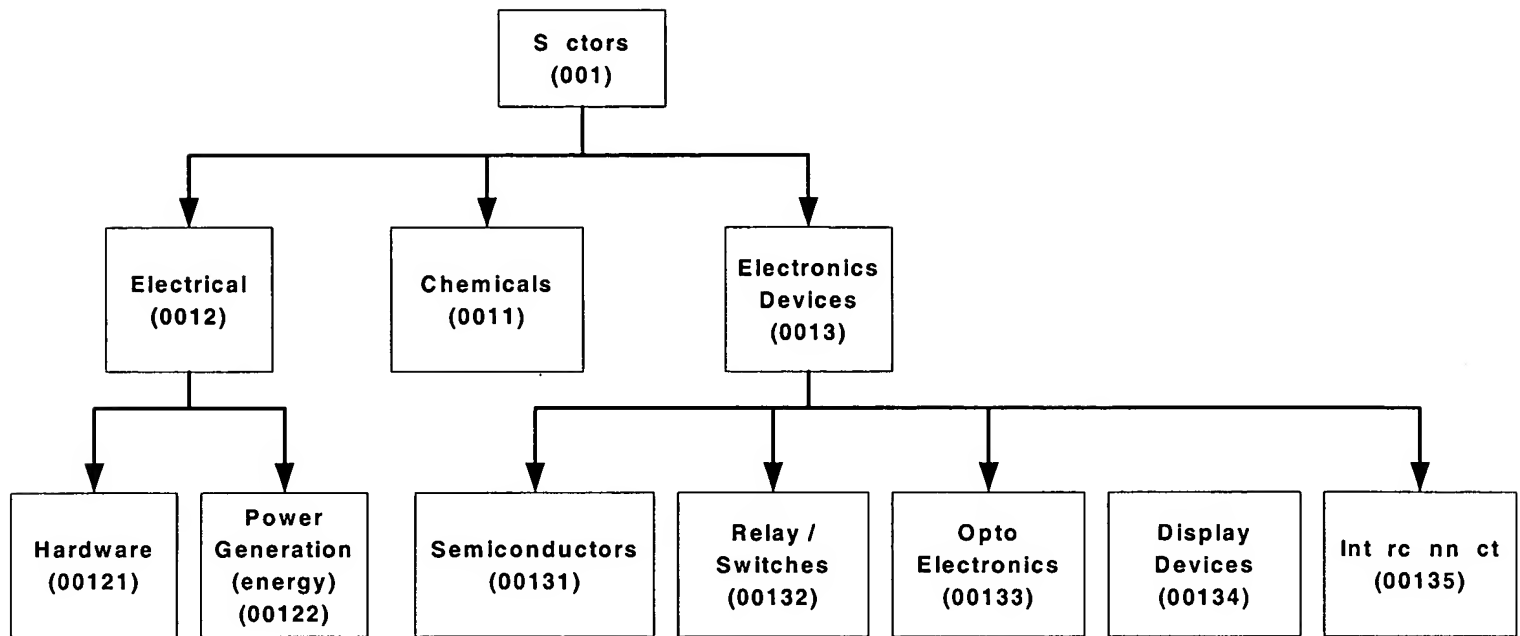 S ctors
(001)
Electrical
(0012)
Chemicals
(0011)
Electronics
Devices
(0013)
Hardware
(00121)
Power
Generation
(energy)
(00122)
Semiconductors
(00131)
Relay /
Switches
(00132)
Opto
Electronics
(00133)
Display
Devices
(00134)
Int rc nn ct
(00135)